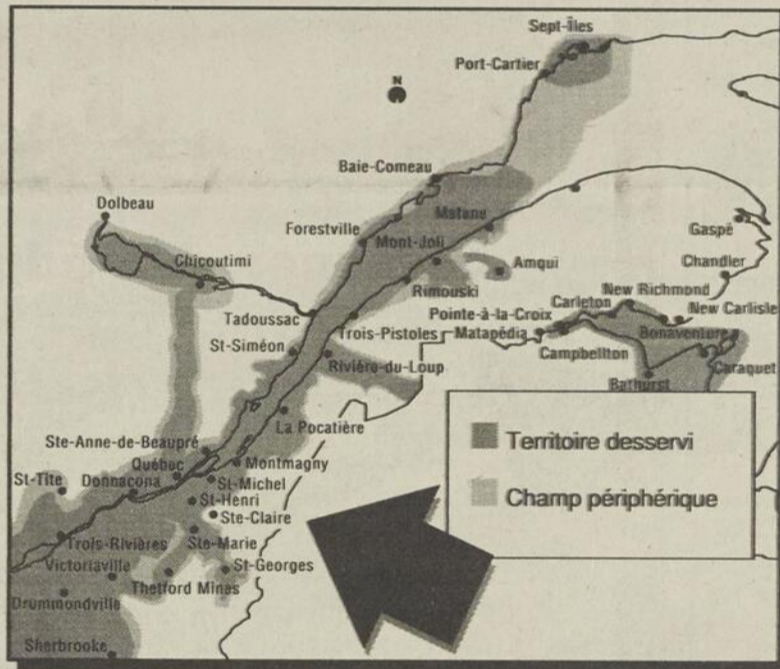 Sept-Îles
Port-Cartier
N
Baie-Comeau
Dolbeau
Matane
Forestville
Mont-Joli
Gaspé
Chicoutimi
Amqui
Chandler
Rimouski
New Richmond
Carleton
New Carlisle
Pointe-à-la-Croix
Tadoussac
Trois-Pistoles
Matapédia
Bonaventure
St-Siméon
Campbellton
Rivière-du-Loup
Caraquet
Bathurst
La Pocatière
Ste-Anne-de-Beaupré
Territoire desservi
Québec
Montmagny
St-Tite
Donnacona
St-Michel
St-Henri
Champ périphérique
Ste-Claire
Trois-Rivières
Ste-Marie
Victoriaville
St-Georges
Thetford Mines
Drummondville
Sherbrooke